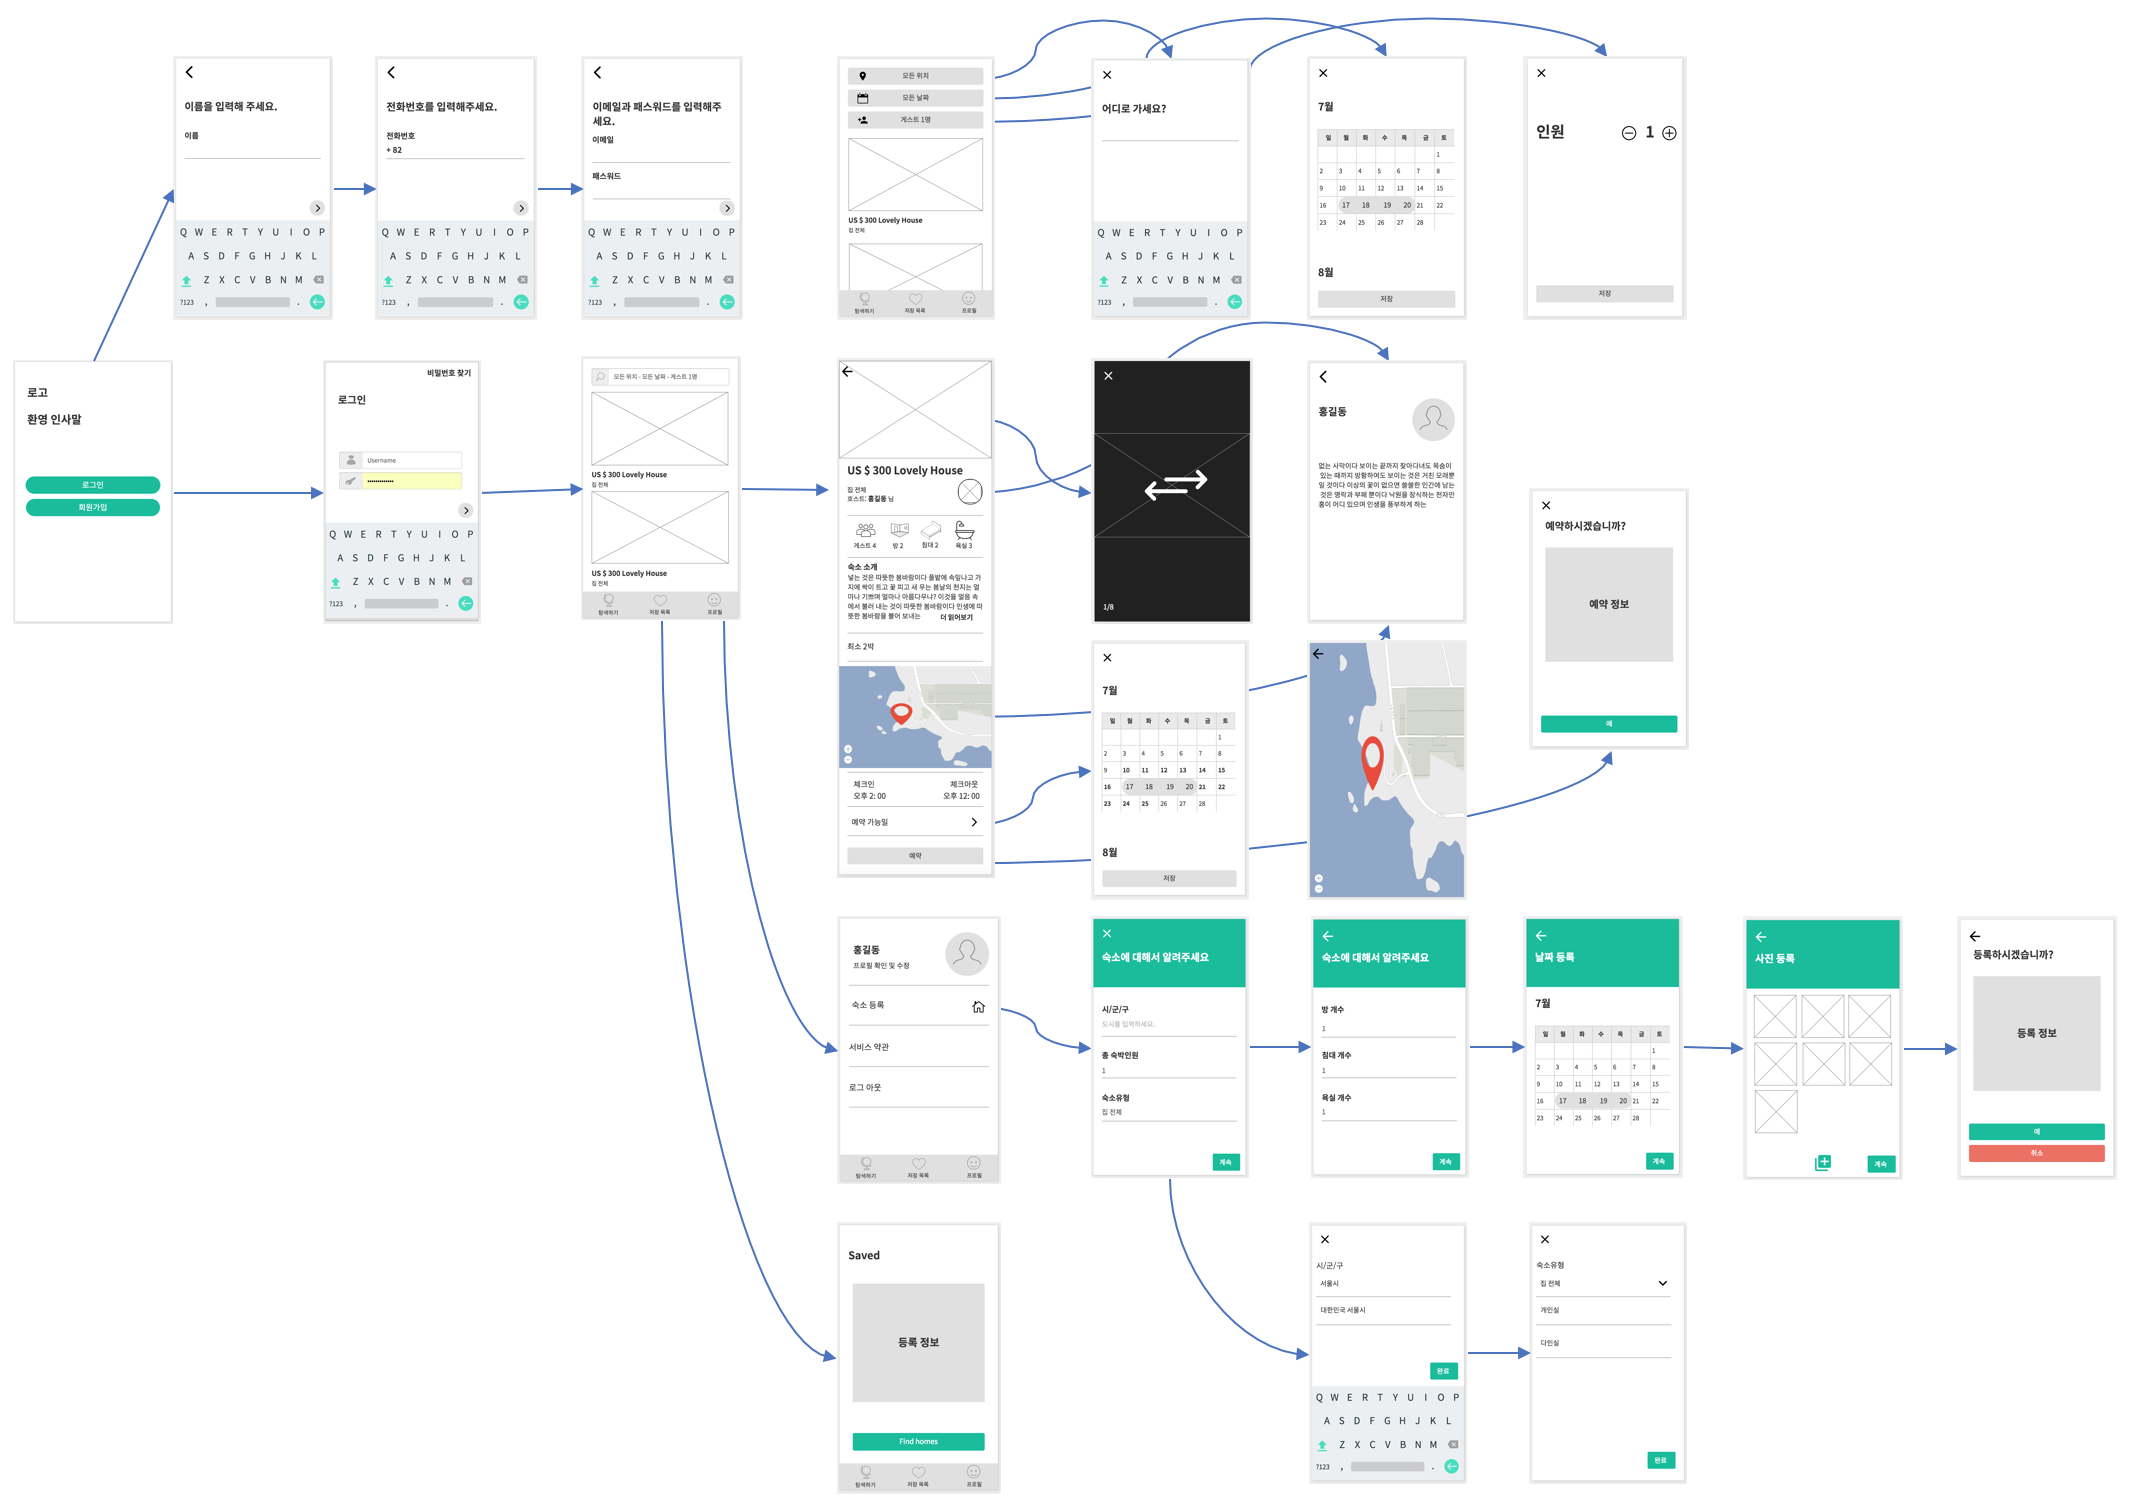 이름을 입력해 주세요.
이름
Q W E R T Y U I O P
A S D F G H J K L
Z X C V B N M
?123 , .
전화번호를 입력해주세요.
전화번호
+ 82
Q W E R T Y U I O P
A S D F G H J K L
Z X C V B N M
?123 , .
이메일과 패스워드를 입력해주
세요.
이메일
패스워드
Q W E R T Y U I O P
A S D F G H J K L
Z X C V B N M
?123 , .
모든 위치
모든 날짜
게스트 1명
US $ 300 Lovely House
집 전체
탐색하기 저장 목록 프로필
어디로 가세요?
Q W E R T Y U I O P
A S D F G H J K L
Z X C V B N M
?123 , .
7월
일 월 화 수 목 금 토
1
2 3 4 5 6 7 8
9 10 11 12 13 14 15
16 17 18 19 20 21 22
23 24 25 26 27 28
8월
저장
인원 1
저장
로고
환영 인사말
로그인
회원가입
비밀번호 찾기
로그인
Username
Q W E R T Y U I O P
A S D F G H J K L
Z X C V B N M
?123 , .
모든 위치 - 모든 날짜 - 게스트 1명
US $ 300 Lovely House
집 전체
US $ 300 Lovely House
집 전체
탐색하기 저장 목록 프로필
US $ 300 Lovely House
집 전체
호스트: 홍길동 님
게스트 4 방 2 침대 2 욕실 3
숙소 소개
넣는 것은 따뜻한 봄바람이다 풀밭에 속잎나고 가
지에 싹이 트고 꽃 피고 새 우는 봄날의 천지는 얼
마나 기쁘며 얼마나 아름다우냐? 이것을 얼음 속
에서 불러 내는 것이 따뜻한 봄바람이다 인생에 따
뜻한 봄바람을 불어 보내는 더 읽어보기
최소 2박
체크인 체크아웃
오후 2: 00 오후 12: 00
예약 가능일
예약
1/8
홍길동
없는 사막이다 보이는 끝까지 찾아다녀도 목숨이
있는 때까지 방황하여도 보이는 것은 거친 모래뿐
일 것이다 이상의 꽃이 없으면 쓸쓸한 인간에 남는
것은 영락과 부패 뿐이다 낙원을 장식하는 천자만
홍이 어디 있으며 인생을 풍부하게 하는
예약하시겠습니까?
예약 정보
예
7월
일 월 화 수 목 금 토
1
2 3 4 5 6 7 8
9 10 11 12 13 14 15
16 17 18 19 20 21 22
23 24 25 26 27 28
8월
저장
홍길동
프로필 확인 및 수정
숙소 등록
서비스 약관
로그 아웃
탐색하기 저장 목록 프로필
숙소에 대해서 알려주세요
시/군/구
도시를 입력하세요.
총 숙박인원
1
숙소유형
집 전체
계속
숙소에 대해서 알려주세요
방 개수
1
침대 개수
1
욕실 개수
1
계속
날짜 등록
7월
일 월 화 수 목 금 토
1
2 3 4 5 6 7 8
9 10 11 12 13 14 15
16 17 18 19 20 21 22
23 24 25 26 27 28
계속
사진 등록
계속
등록하시겠습니까?
등록 정보
예
취소
Saved
등록 정보
Find homes
탐색하기 저장 목록 프로필
시/군/구
서울시
대한민국 서울시
완료
Q W E R T Y U I O P
A S D F G H J K L
Z X C V B N M
?123 , .
숙소유형
집 전체
개인실
다인실
완료